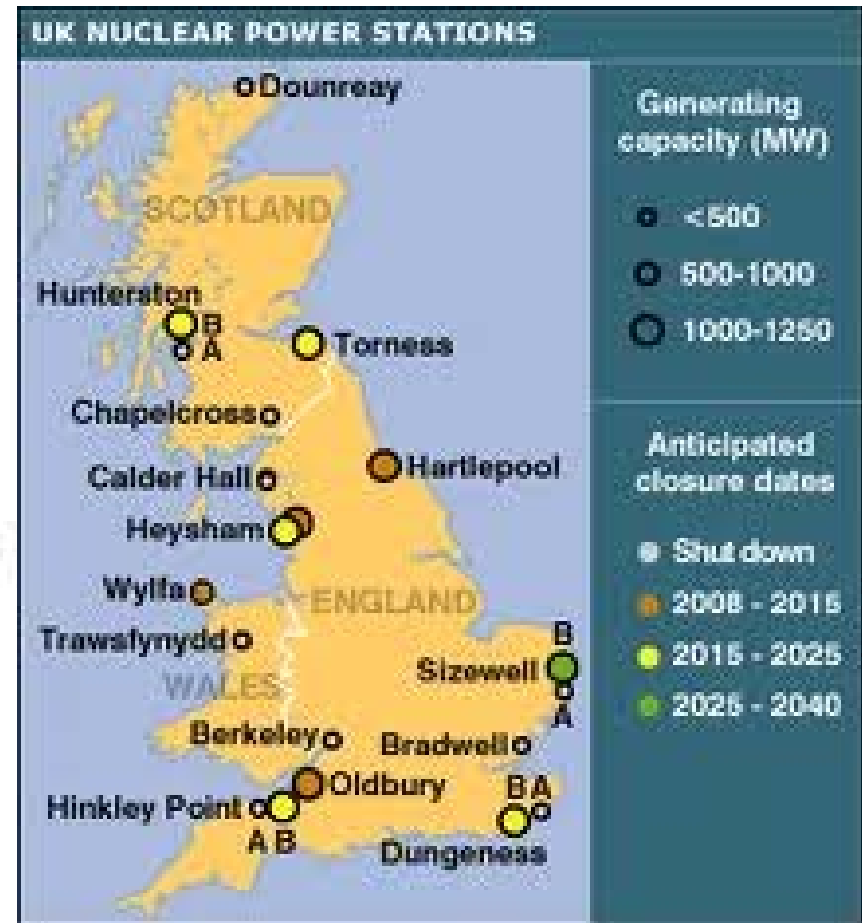 UK NUCLEAR POWER STATIONS
Dounreay
SCOTLAND
Hunterston
B
A
Torness
Chapelcross
Calder Hall
Hartlepool
Heysham
Wylfa
ENGLAND
Trawsfynydd
B
Sizewell
A
WALES
Berkeley
Bradwell
Oldbury
B A
Hinkley Point
A B
Dungeness
Generating
capacity (MW)
<500
500-1000
1000-1250
Anticipated
closure dates
Shut down
2008 - 2015
2015 - 2025
2025 - 2040